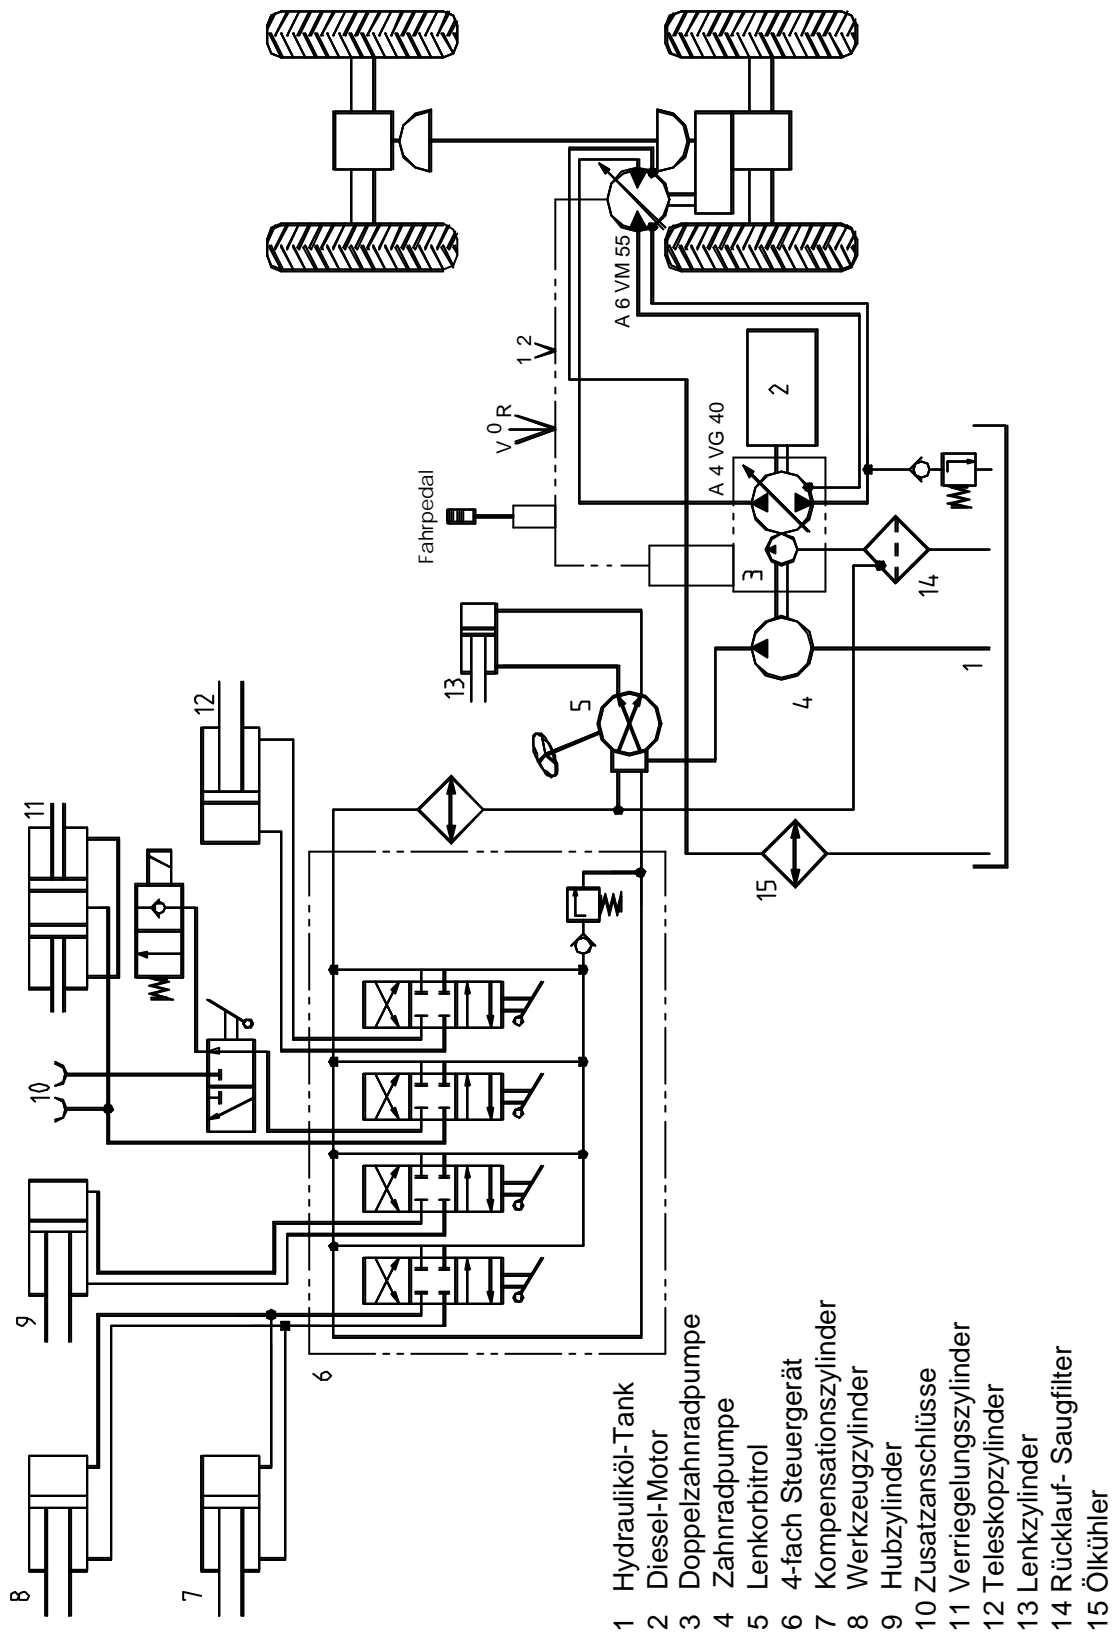 8
7
9
10
11
12
13
6
5
Fahrpedal
V 0 R
1 2
A 6 VM 55
A 4 VG 40
2
3
4
14
15
1
1 Hydrauliköl-Tank
2 Diesel-Motor
3 Doppelzahnradpumpe
4 Zahnradpumpe
5 Lenkorbitrol
6 4-fach Steuergerät
7 Kompensationszylinder
8 Werkzeugzylinder
9 Hubzylinder
10 Zusatzanschlüsse
11 Verriegelungszylinder
12 Teleskopzylinder
13 Lenkzylinder
14 Rücklauf- Saugfilter
15 Ölkühler